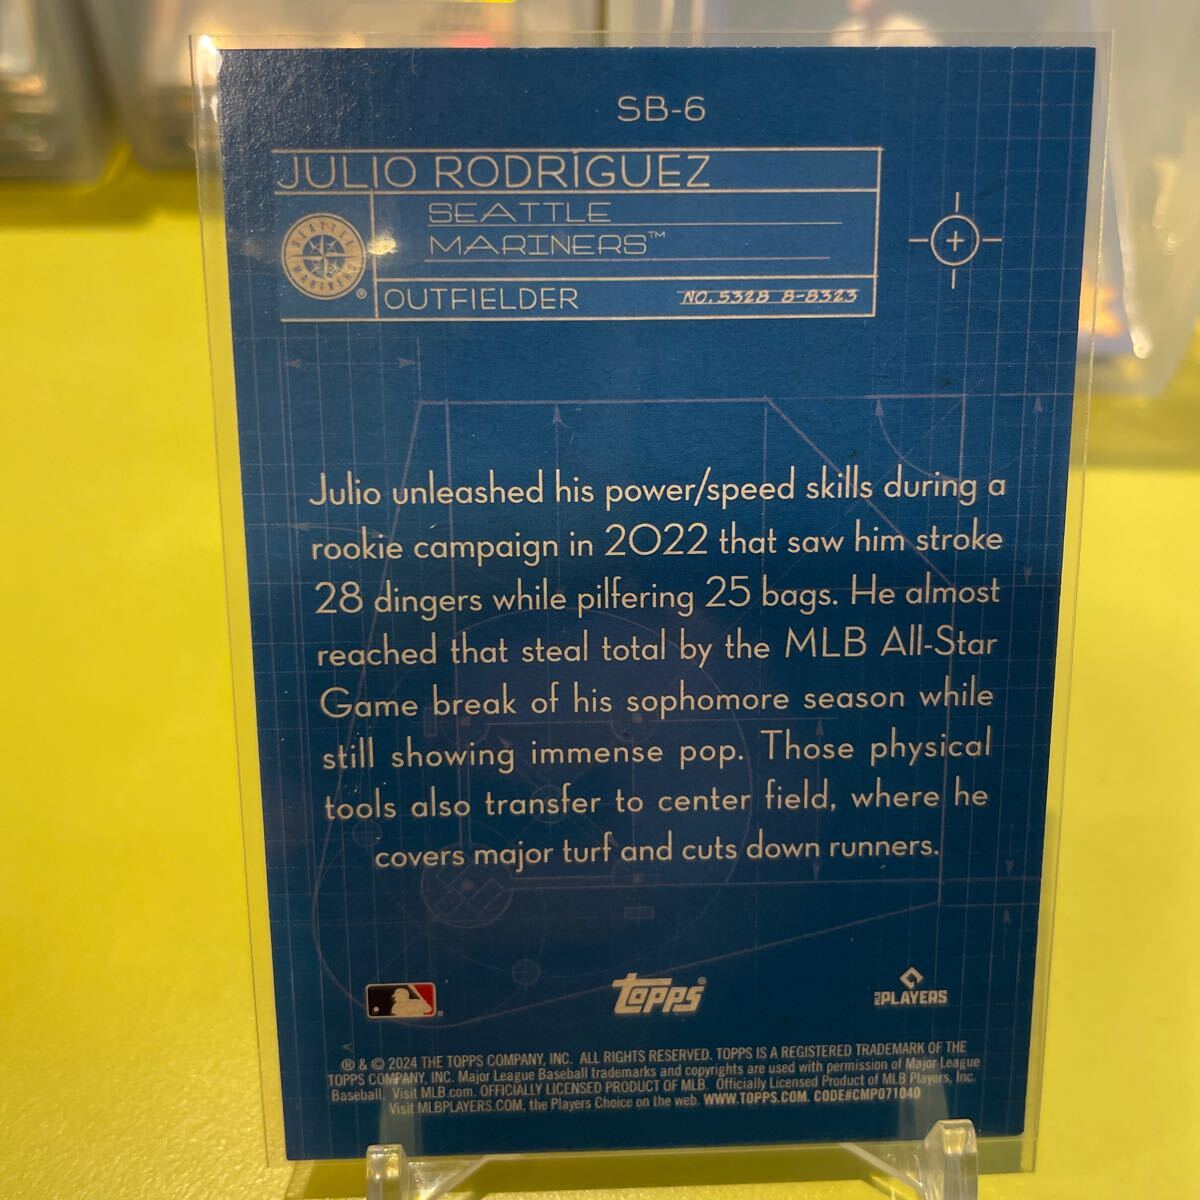 SB-6
JULIO RODRÍGUEZ
SEATTLE
MARINERS™
SEATTLE MARINERS ®
OUTFIELDER NO. 5328 8-8323
Julio unleashed his power/speed skills during a
rookie campaign in 2022 that saw him stroke
28 dingers while pilfering 25 bags. He almost
reached that steal total by the MLB All-Star
Game break of his sophomore season while
still showing immense pop. Those physical
tools also transfer to center field, where he
covers major turf and cuts down runners.
Topps®
MLB PLAYERS
® & © 2024 THE TOPPS COMPANY, INC. ALL RIGHTS RESERVED. TOPPS IS A REGISTERED TRADEMARK OF THE
TOPPS COMPANY, INC. Major League Baseball trademarks and copyrights are used with permission of Major League
Baseball. Visit MLB.com. OFFICIALLY LICENSED PRODUCT OF MLB. Officially Licensed Product of MLB Players, Inc.
Visit MLBPLAYERS.COM, the Players Choice on the web. WWW.TOPPS.COM. CODE#CMP071040